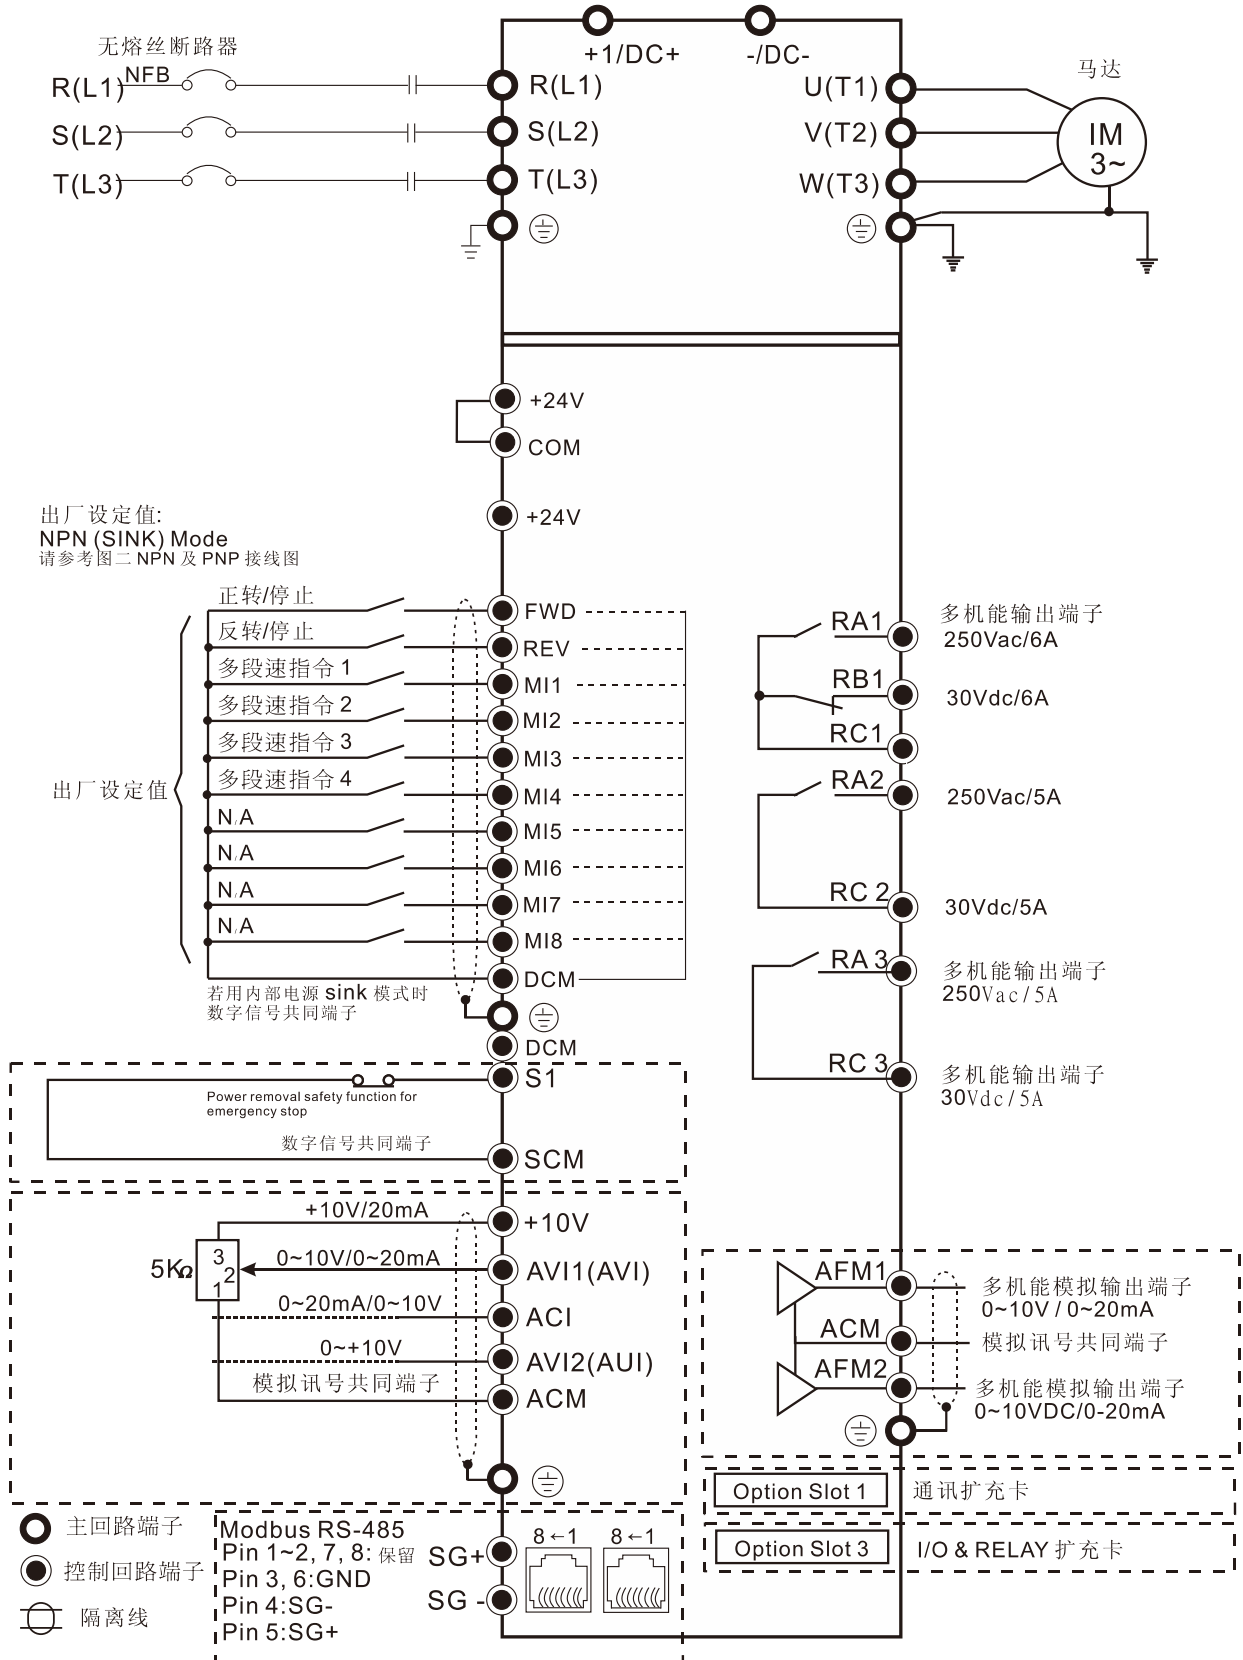 +1/DC+
-/DC-
无熔丝断路器
NFB
R(L1)
S(L2)
T(L3)
R(L1)
S(L2)
T(L3)
U(T1)
V(T2)
W(T3)
马达
IM
3~
+24V
COM
+24V
出厂设定值:
NPN (SINK) Mode
请参考图二 NPN 及 PNP 接线图
出厂设定值
正转/停止
FWD
反转/停止
REV
多段速指令 1
MI1
多段速指令 2
MI2
多段速指令 3
MI3
多段速指令 4
MI4
N/A
MI5
N/A
MI6
N/A
MI7
N/A
MI8
DCM
若用内部电源 sink 模式时
数字信号共同端子
DCM
S1
Power removal safety function for
emergency stop
数字信号共同端子
SCM
+10V/20mA
+10V
5KΩ
3
2
1
0~10V/0~20mA
AVI1(AVI)
0~20mA/0~10V
ACI
0~+10V
AVI2(AUI)
模拟讯号共同端子
ACM
RA1
多机能输出端子
250Vac/6A
RB1
30Vdc/6A
RC1
RA2
250Vac/5A
RC 2
30Vdc/5A
RA 3
多机能输出端子
250Vac/5A
RC 3
多机能输出端子
30Vdc/5A
AFM1
多机能模拟输出端子
0~10V / 0~20mA
ACM
模拟讯号共同端子
AFM2
多机能模拟输出端子
0~10VDC/0-20mA
Option Slot 1
通讯扩充卡
Option Slot 3
I/O & RELAY 扩充卡
主回路端子
控制回路端子
隔离线
Modbus RS-485
Pin 1~2, 7, 8: 保留
Pin 3, 6:GND
Pin 4:SG-
Pin 5:SG+
SG+
SG -
8←1
8←1